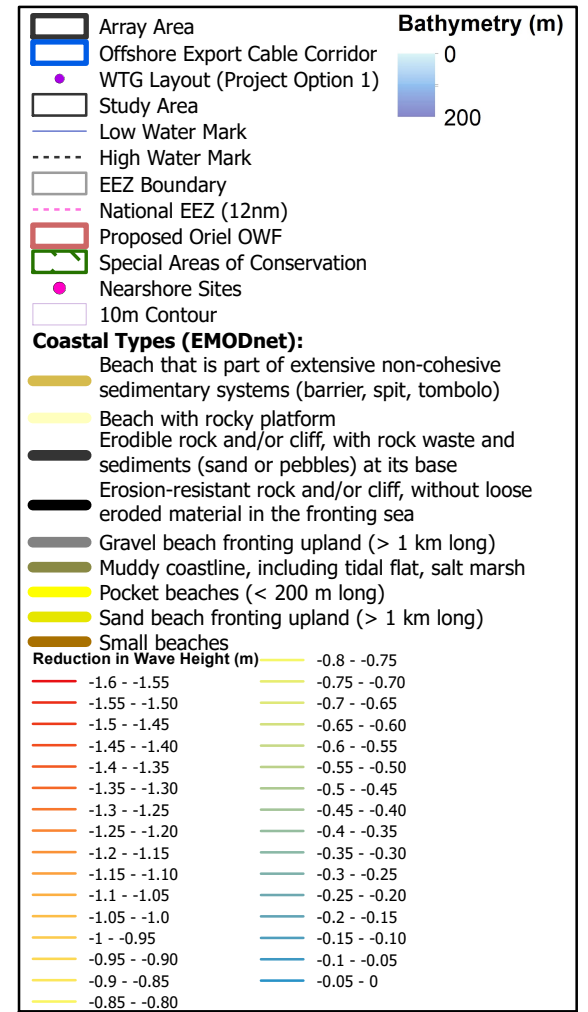 Array Area
Bathymetry (m)
Offshore Export Cable Corridor
0
WTG Layout (Project Option 1)
Study Area
200
Low Water Mark
High Water Mark
EEZ Boundary
National EEZ (12nm)
Proposed Oriel OWF
Special Areas of Conservation
Nearshore Sites
10m Contour
Coastal Types (EMODnet):
Beach that is part of extensive non-cohesive
sedimentary systems (barrier, spit, tombolo)
Beach with rocky platform
Erodible rock and/or cliff, with rock waste and
sediments (sand or pebbles) at its base
Erosion-resistant rock and/or cliff, without loose
eroded material in the fronting sea
Gravel beach fronting upland (> 1 km long)
Muddy coastline, including tidal flat, salt marsh
Pocket beaches (< 200 m long)
Sand beach fronting upland (> 1 km long)
Small beaches
Reduction in Wave Height (m)
-1.6 - -1.55
-1.55 - -1.50
-1.5 - -1.45
-1.45 - -1.40
-1.4 - -1.35
-1.35 - -1.30
-1.3 - -1.25
-1.25 - -1.20
-1.2 - -1.15
-1.15 - -1.10
-1.1 - -1.05
-1.05 - -1.0
-1 - -0.95
-0.95 - -0.90
-0.9 - -0.85
-0.85 - -0.80
-0.8 - -0.75
-0.75 - -0.70
-0.7 - -0.65
-0.65 - -0.60
-0.6 - -0.55
-0.55 - -0.50
-0.5 - -0.45
-0.45 - -0.40
-0.4 - -0.35
-0.35 - -0.30
-0.3 - -0.25
-0.25 - -0.20
-0.2 - -0.15
-0.15 - -0.10
-0.1 - -0.05
-0.05 - 0